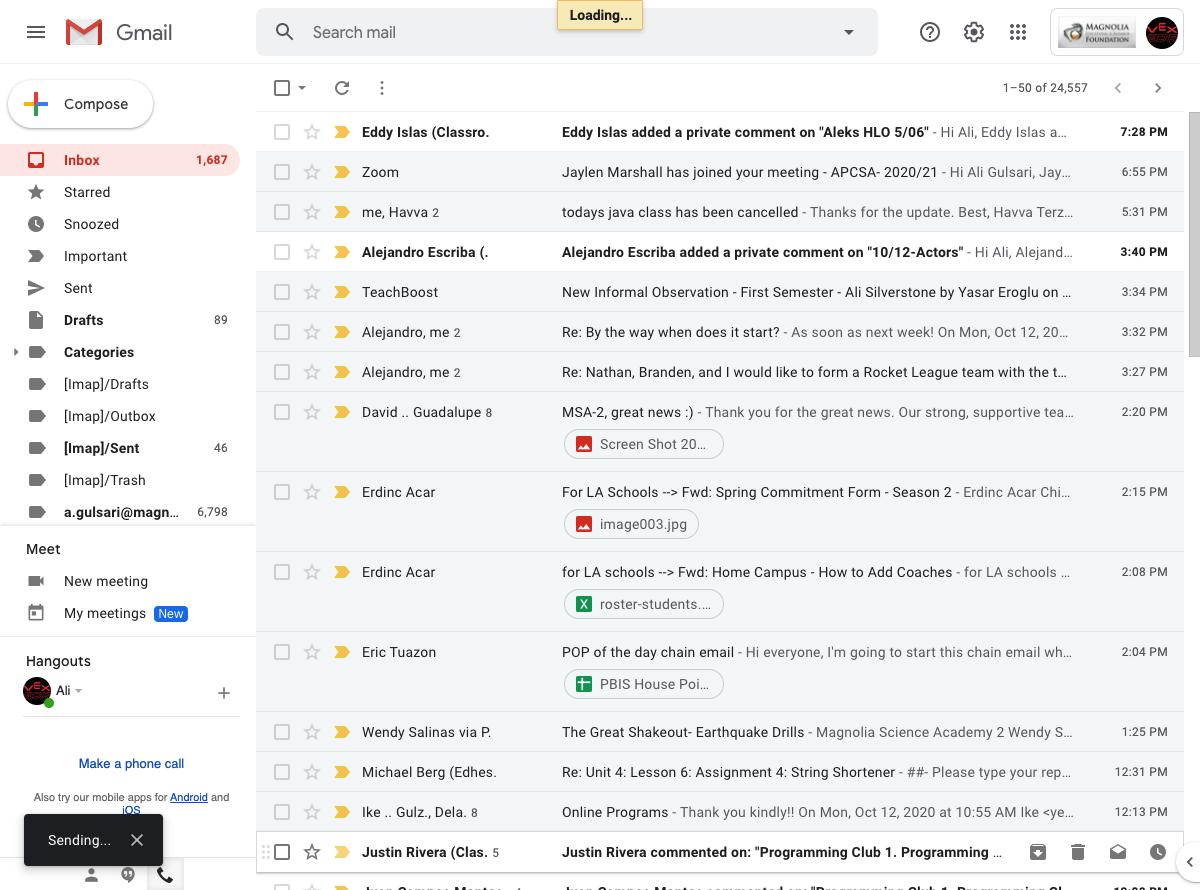 Loading...
Gmail
Search mail
MAGNOLIA
FOUNDATION
Compose
1–50 of 24,557
Inbox 1,687
Starred
Snoozed
Important
Sent
Drafts 89
Categories
[Imap]/Drafts
[Imap]/Outbox
[Imap]/Sent 46
[Imap]/Trash
a.gulsari@magn... 6,798
Meet
New meeting
My meetings New
Hangouts
Ali
Make a phone call
Also try our mobile apps for Android and
iOS
Sending...
Eddy Islas (Classro. Eddy Islas added a private comment on "Aleks HLO 5/06" - Hi Ali, Eddy Islas a... 7:28 PM
Zoom Jaylen Marshall has joined your meeting - APCSA- 2020/21 - Hi Ali Gulsari, Jay... 6:55 PM
me, Havva 2 todays java class has been cancelled - Thanks for the update. Best, Havva Terz... 5:31 PM
Alejandro Escriba (. Alejandro Escriba added a private comment on "10/12-Actors" - Hi Ali, Alejand... 3:40 PM
TeachBoost New Informal Observation - First Semester - Ali Silverstone by Yasar Eroglu on ... 3:34 PM
Alejandro, me 2 Re: By the way when does it start? - As soon as next week! On Mon, Oct 12, 20... 3:32 PM
Alejandro, me 2 Re: Nathan, Branden, and I would like to form a Rocket League team with the t... 3:27 PM
David .. Guadalupe 8 MSA-2, great news :) - Thank you for the great news. Our strong, supportive tea... 2:20 PM
Screen Shot 20...
Erdinc Acar For LA Schools --> Fwd: Spring Commitment Form - Season 2 - Erdinc Acar Chi... 2:15 PM
image003.jpg
Erdinc Acar for LA schools --> Fwd: Home Campus - How to Add Coaches - for LA schools ... 2:08 PM
X roster-students....
Eric Tuazon POP of the day chain email - Hi everyone, I'm going to start this chain email wh... 2:04 PM
PBIS House Poi...
Wendy Salinas via P. The Great Shakeout- Earthquake Drills - Magnolia Science Academy 2 Wendy S... 1:25 PM
Michael Berg (Edhes. Re: Unit 4: Lesson 6: Assignment 4: String Shortener - ##- Please type your rep... 12:31 PM
Ike .. Gulz., Dela. 8 Online Programs - Thank you kindly!! On Mon, Oct 12, 2020 at 10:55 AM Ike <ye... 12:13 PM
Justin Rivera (Clas. 5 Justin Rivera commented on: "Programming Club 1. Programming ...